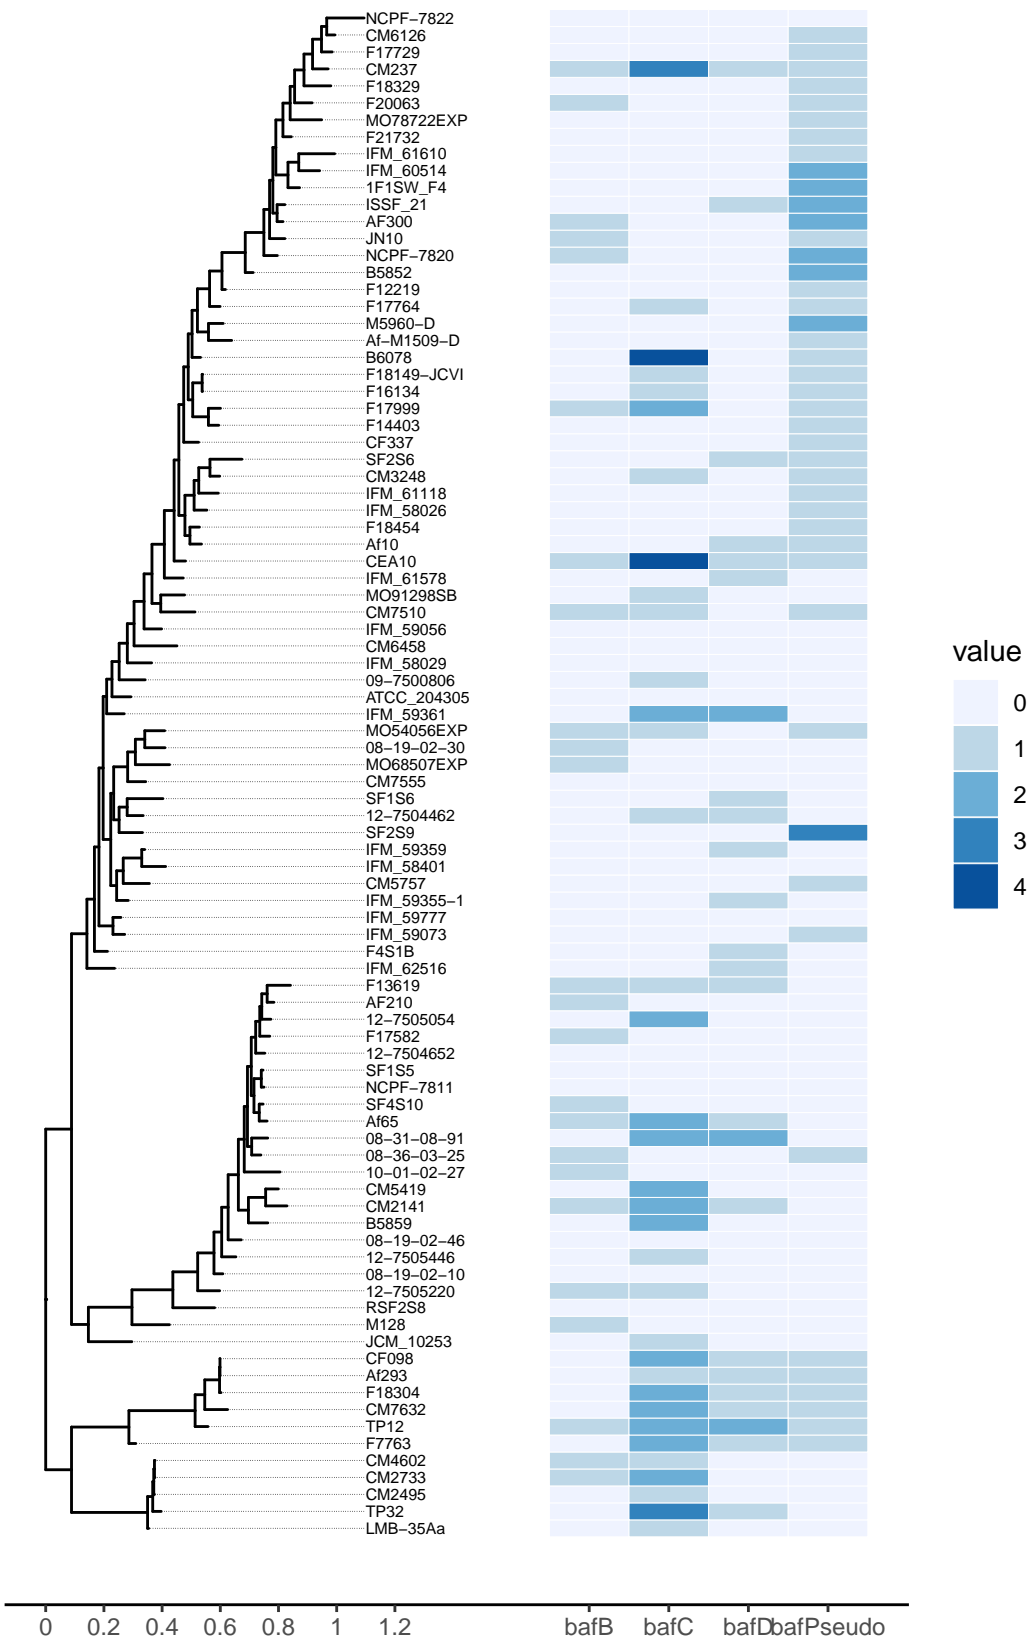 NCPF−7822
CM6126
F17729
CM237
F18329
F20063
MO78722EXP
F21732
IFM_61610
IFM_60514
1F1SW_F4
ISSF_21
AF300
JN10
NCPF−7820
B5852
F12219
F17764
M5960−D
Af−M1509−D
B6078
F18149−JCVI
F16134
F17999
F14403
CF337
SF2S6
CM3248
IFM_61118
IFM_58026
F18454
Af10
CEA10
IFM_61578
MO91298SB
CM7510
IFM_59056
CM6458
IFM_58029
09−7500806
ATCC_204305
IFM_59361
MO54056EXP
08−19−02−30
MO68507EXP
CM7555
SF1S6
12−7504462
SF2S9
IFM_59359
IFM_58401
CM5757
IFM_59355−1
IFM_59777
IFM_59073
F4S1B
IFM_62516
F13619
AF210
12−7505054
F17582
12−7504652
SF1S5
NCPF−7811
SF4S10
Af65
08−31−08−91
08−36−03−25
10−01−02−27
CM5419
CM2141
B5859
08−19−02−46
12−7505446
08−19−02−10
12−7505220
RSF2S8
M128
JCM_10253
CF098
Af293
F18304
CM7632
TP12
F7763
CM4602
CM2733
CM2495
TP32
LMB−35Aa
value
0
1
2
3
4
0 0.2 0.4 0.6 0.8 1 1.2 bafB bafC bafD bafPseudo